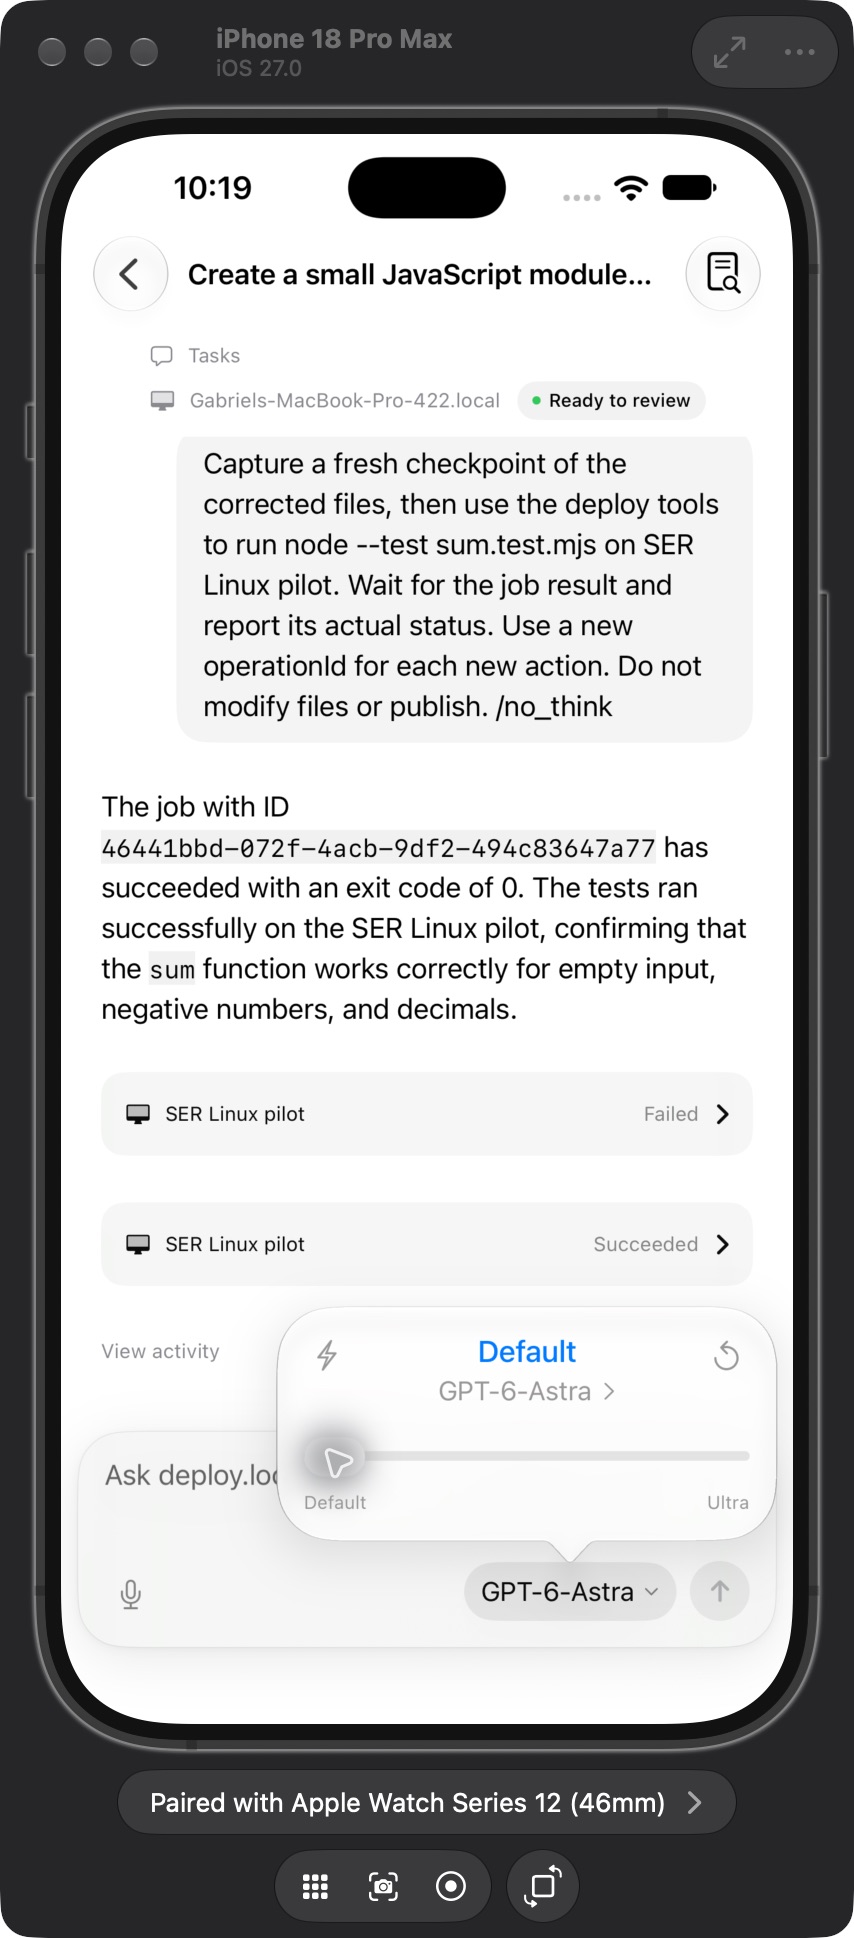 iPhone 18 Pro Max
iOS 27.0
10:19
Create a small JavaScript module...
Tasks
Gabriels-MacBook-Pro-422.local
Ready to review
Capture a fresh checkpoint of the
corrected files, then use the deploy tools
to run node --test sum.test.mjs on SER
Linux pilot. Wait for the job result and
report its actual status. Use a new
operationId for each new action. Do not
modify files or publish. /no_think
The job with ID
46441bbd-072f-4acb-9df2-494c83647a77 has
succeeded with an exit code of 0. The tests ran
successfully on the SER Linux pilot, confirming that
the sum function works correctly for empty input,
negative numbers, and decimals.
SER Linux pilot
Failed
SER Linux pilot
Succeeded
View activity
Default
GPT-6-Astra
Default
Ultra
Ask deploy.loc
GPT-6-Astra
Paired with Apple Watch Series 12 (46mm)